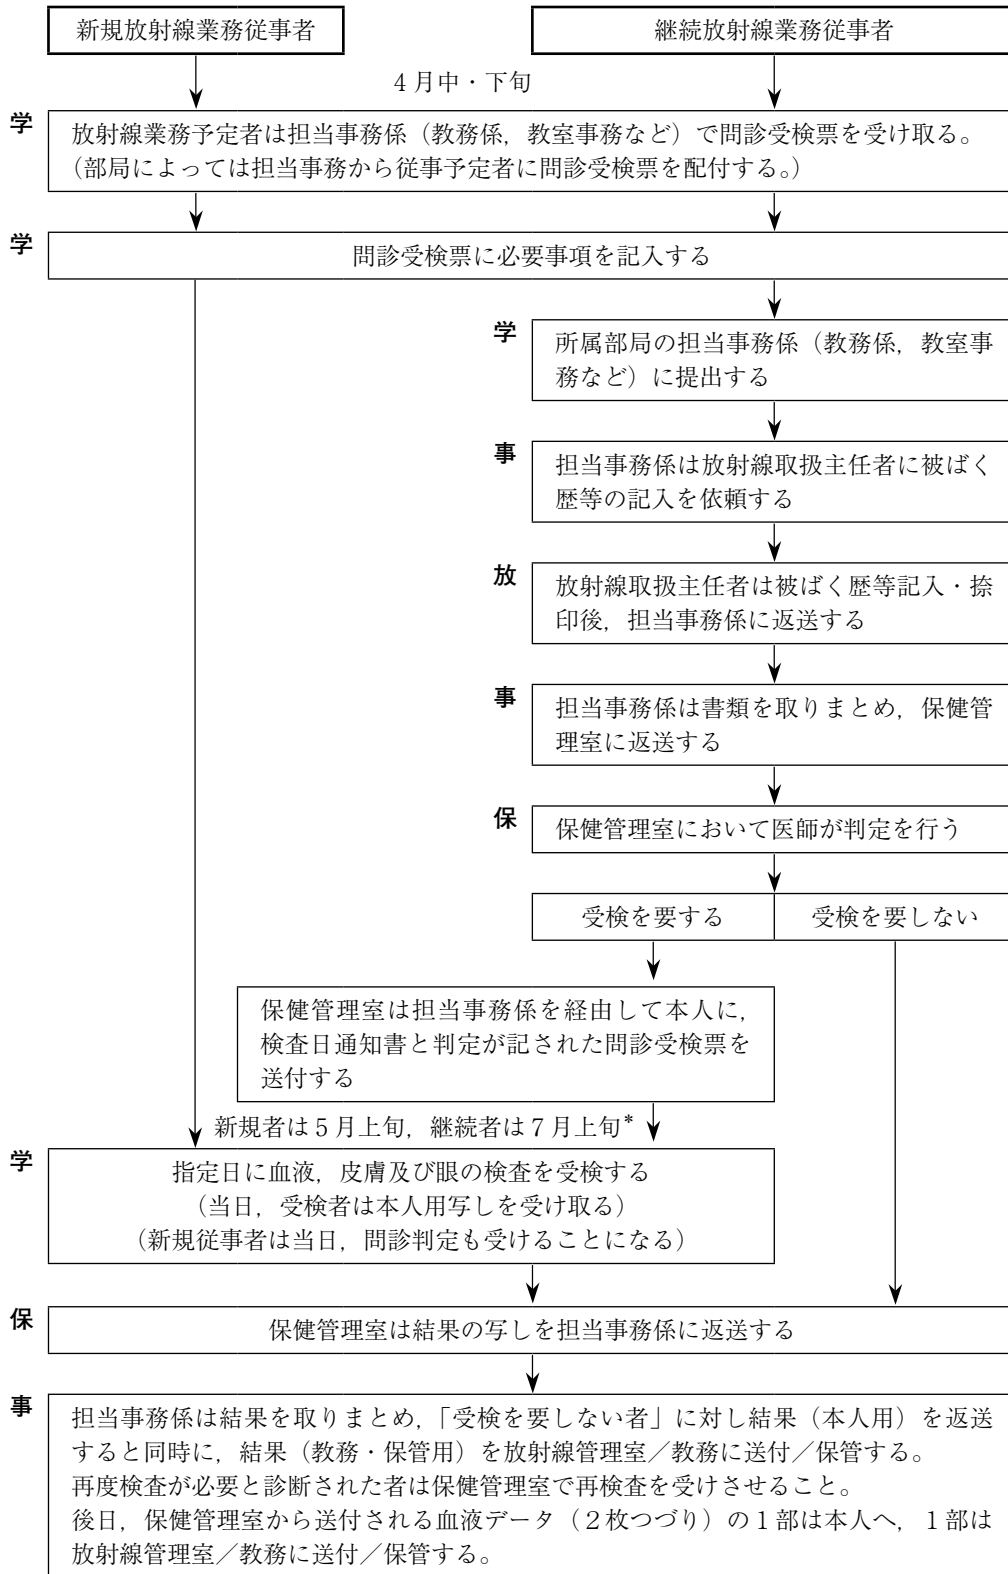 新規放射線業務従事者
継続放射線業務従事者
4月中・下旬
学
放射線業務予定者は担当事務係（教務係，教室事務など）で問診受検票を受け取る。
（部局によっては担当事務から従事予定者に問診受検票を配付する。）
学
問診受検票に必要事項を記入する
学
所属部局の担当事務係（教務係，教室事
務など）に提出する
事
担当事務係は放射線取扱主任者に被ばく
歴等の記入を依頼する
放
放射線取扱主任者は被ばく歴等記入・捺
印後，担当事務係に返送する
事
担当事務係は書類を取りまとめ，保健管
理室に返送する
保
保健管理室において医師が判定を行う
受検を要する
受検を要しない
保健管理室は担当事務係を経由して本人に，
検査日通知書と判定が記された問診受検票を
送付する
新規者は5月上旬，継続者は7月上旬*
学
指定日に血液，皮膚及び眼の検査を受検する
（当日，受検者は本人用写しを受け取る）
（新規従事者は当日，問診判定も受けることになる）
保
保健管理室は結果の写しを担当事務係に返送する
事
担当事務係は結果を取りまとめ，「受検を要しない者」に対し結果（本人用）を返送
すると同時に，結果（教務・保管用）を放射線管理室／教務に送付／保管する。
再度検査が必要と診断された者は保健管理室で再検査を受けさせること。
後日，保健管理室から送付される血液データ（2枚つづり）の1部は本人へ，1部は
放射線管理室／教務に送付／保管する。